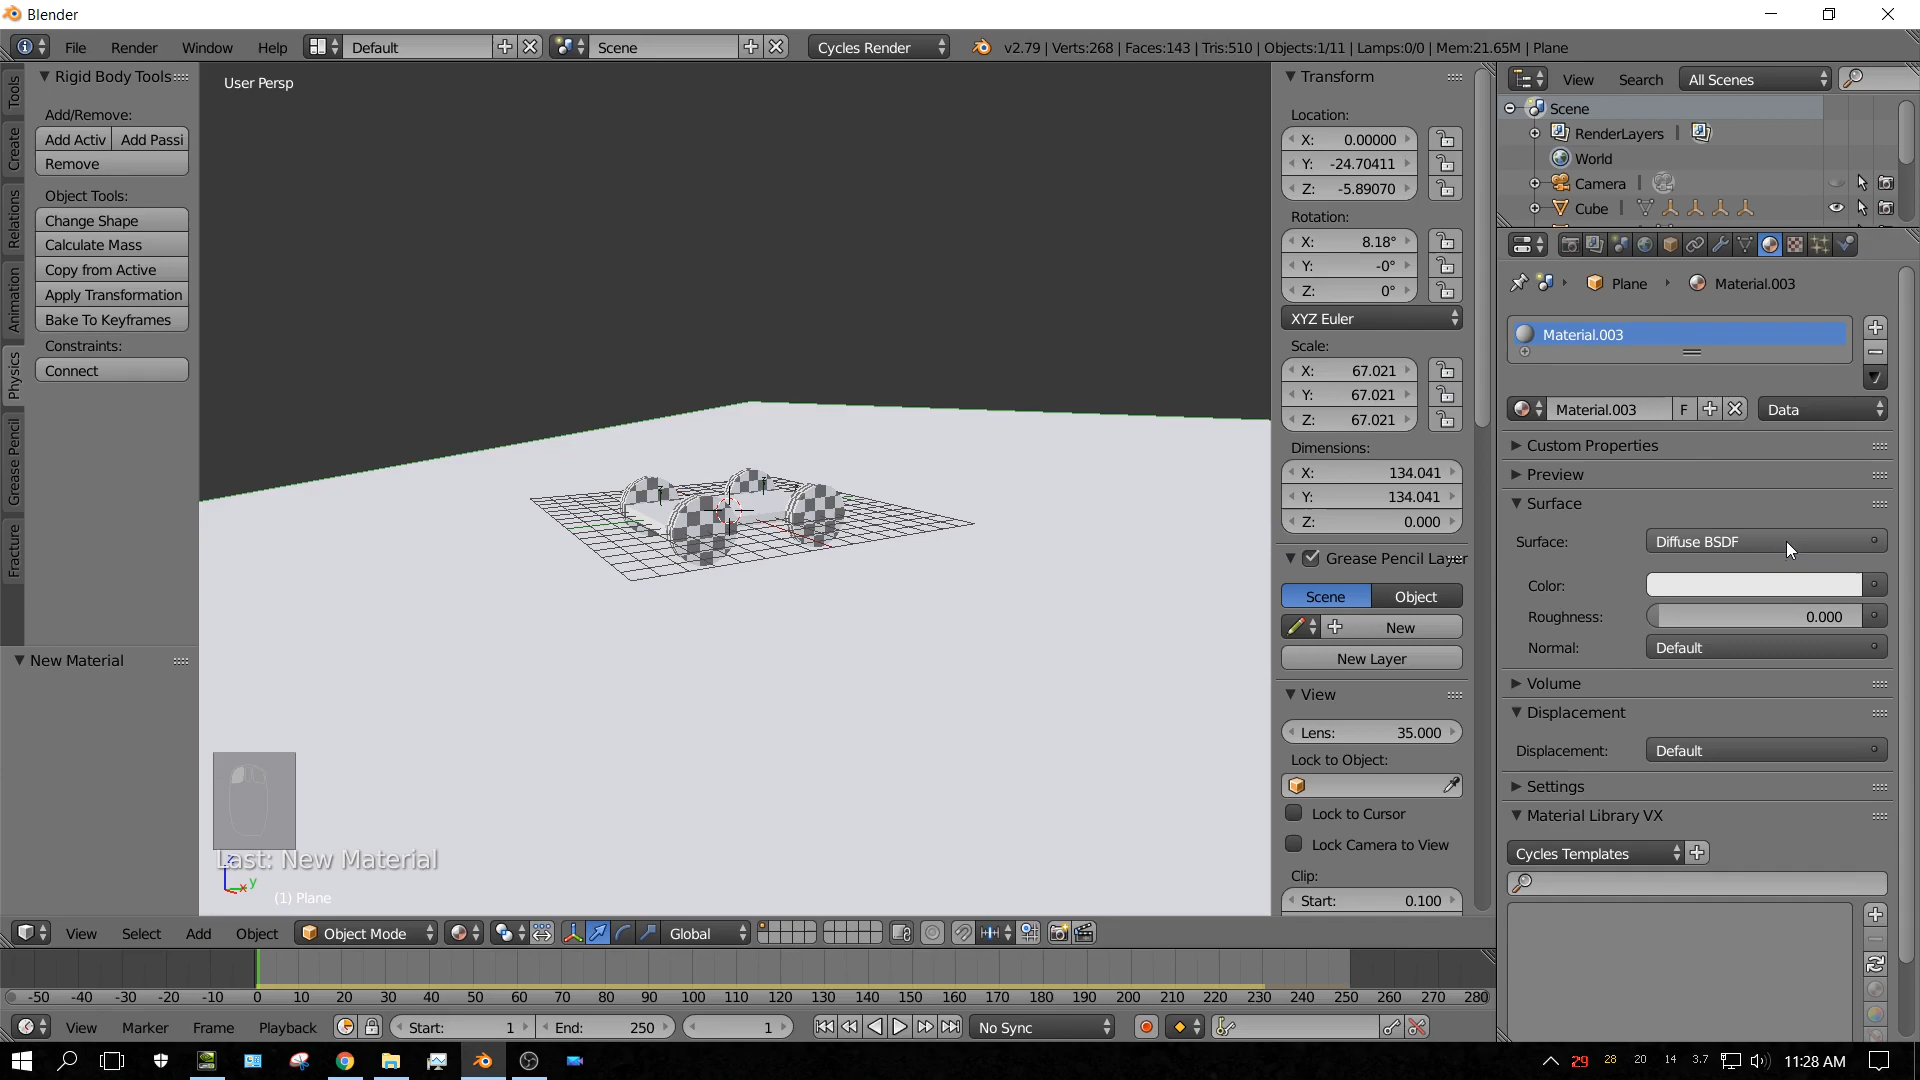 Blender
File Render Window Help Default Scene Cycles Render v2.79 | Verts:268 | Faces:143 | Tris:510 | Objects:1/11 | Lamps:0/0 | Mem:21.65M | Plane
Tools
Create
Relations
Animation
Physics
Grease Pencil
Fracture
Rigid Body Tools
Add/Remove:
Add Activ Add Passi
Remove
Object Tools:
Change Shape
Calculate Mass
Copy from Active
Apply Transformation
Bake To Keyframes
Constraints:
Connect
New Material
User Persp
Last: New Material
z
y
(1) Plane
Transform
Location:
X: 0.00000
Y: -24.70411
Z: -5.89070
Rotation:
X: 8.18°
Y: -0°
Z: 0°
XYZ Euler
Scale:
X: 67.021
Y: 67.021
Z: 67.021
Dimensions:
X: 134.041
Y: 134.041
Z: 0.000
Grease Pencil Layer
Scene Object
New
New Layer
View
Lens: 35.000
Lock to Object:
Lock to Cursor
Lock Camera to View
Clip:
Start: 0.100
View Search All Scenes
Scene
RenderLayers |
World
Camera |
Cube |
Plane Material.003
Material.003
Material.003 F Data
Custom Properties
Preview
Surface
Surface: Diffuse BSDF
Color:
Roughness: 0.000
Normal: Default
Volume
Displacement
Displacement: Default
Settings
Material Library VX
Cycles Templates
View Select Add Object Object Mode Global
-50 -40 -30 -20 -10 0 10 20 30 40 50 60 70 80 90 100 110 120 130 140 150 160 170 180 190 200 210 220 230 240 250 260 270 280
View Marker Frame Playback Start: 1 End: 250 1 No Sync
29 28 20 14 3.7 11:28 AM